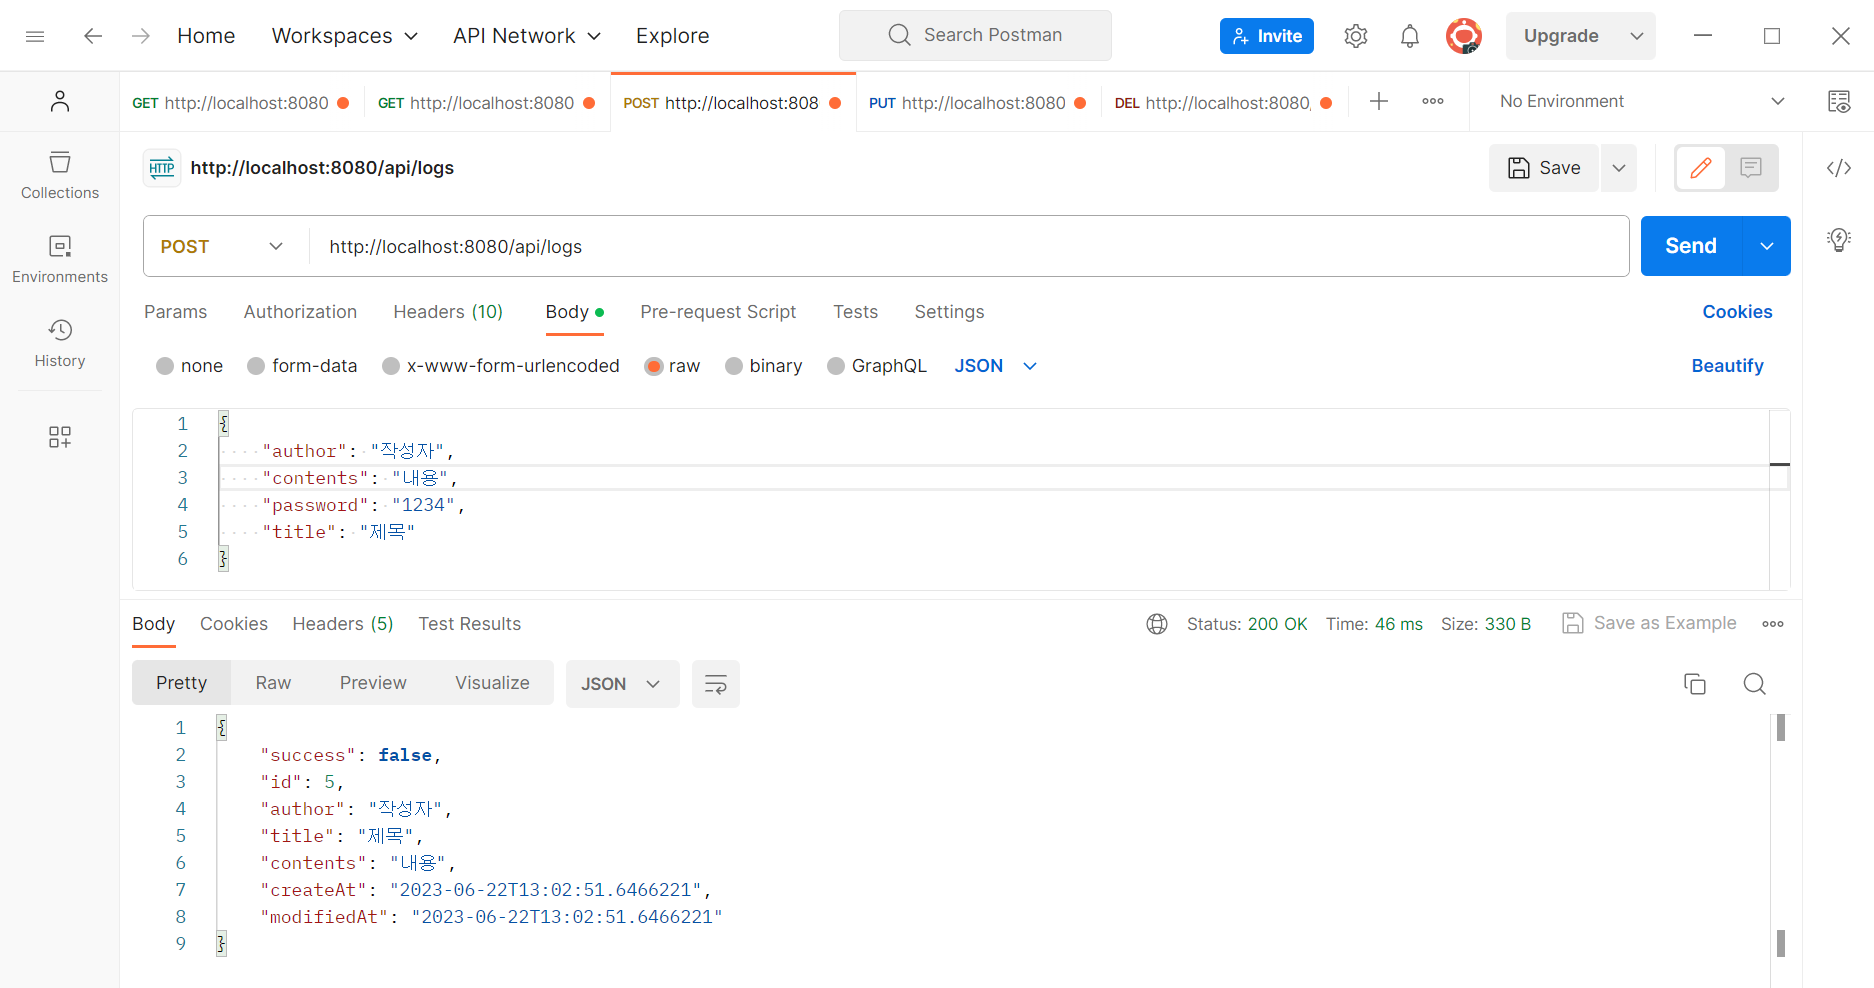 Home Workspaces API Network Explore Search Postman Invite Upgrade
GET http://localhost:8080 GET http://localhost:8080 POST http://localhost:808 PUT http://localhost:8080 DEL http://localhost:8080, No Environment
HTTP http://localhost:8080/api/logs Save
Collections
POST http://localhost:8080/api/logs Send
Environments
Params Authorization Headers (10) Body Pre-request Script Tests Settings Cookies
History
none form-data x-www-form-urlencoded raw binary GraphQL JSON Beautify
1 {
2 "author": "작성자",
3 "contents": "내용",
4 "password": "1234",
5 "title": "제목"
6 }
Body Cookies Headers (5) Test Results Status: 200 OK Time: 46 ms Size: 330 B Save as Example
Pretty Raw Preview Visualize JSON
1 {
2 "success": false,
3 "id": 5,
4 "author": "작성자",
5 "title": "제목",
6 "contents": "내용",
7 "createAt": "2023-06-22T13:02:51.6466221",
8 "modifiedAt": "2023-06-22T13:02:51.6466221"
9 }